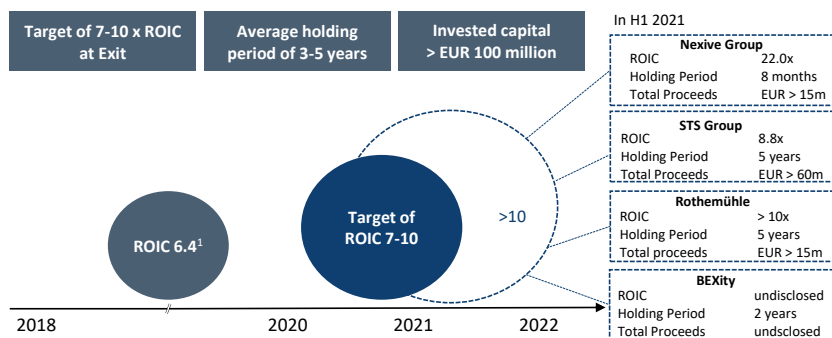 Target of 7-10 x ROIC
at Exit
Average holding
period of 3-5 years
Invested capital
> EUR 100 million
In H1 2021
Nexive Group
ROIC 22.0x
Holding Period 8 months
Total Proceeds EUR > 15m
STS Group
ROIC 8.8x
Holding Period 5 years
Total Proceeds EUR > 60m
Rothemühle
ROIC > 10x
Holding Period 5 years
Total proceeds EUR > 15m
BEXity
ROIC undisclosed
Holding Period 2 years
Total Proceeds undsclosed
ROIC 6.4¹
Target of
ROIC 7-10
>10
2018 2020 2021 2022